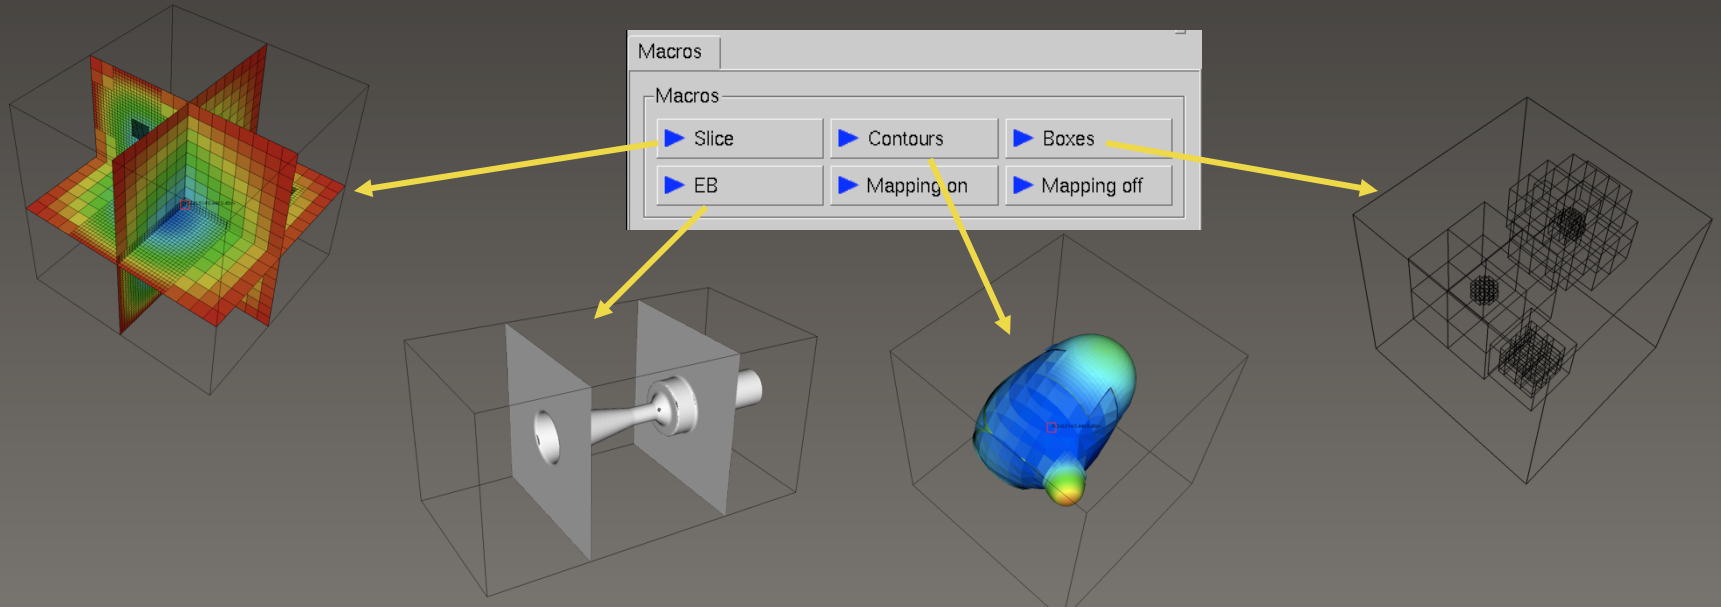 Macros
Macros
Slice
Contours
Boxes
EB
Mapping on
Mapping off